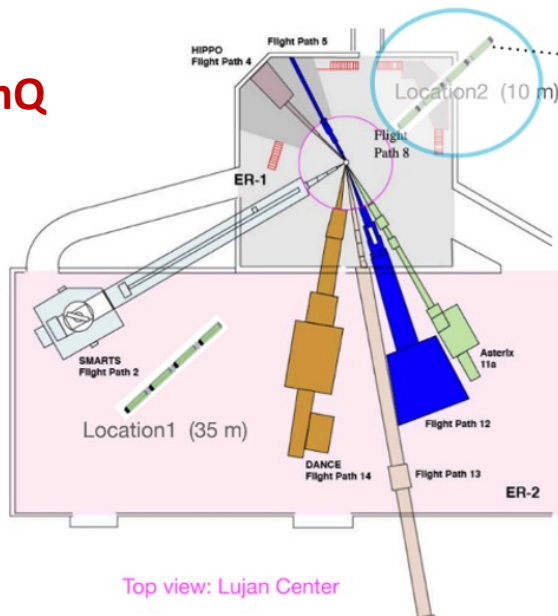 nQ
HIPPO
Flight Path 4
Flight Path 5
Location2 (10 m)
Flight
Path 8
ER-1
SMARTS
Flight Path 2
Location1 (35 m)
Asterix
11a
Flight Path 12
DANCE
Flight Path 14
Flight Path 13
ER-2
Top view: Lujan Center